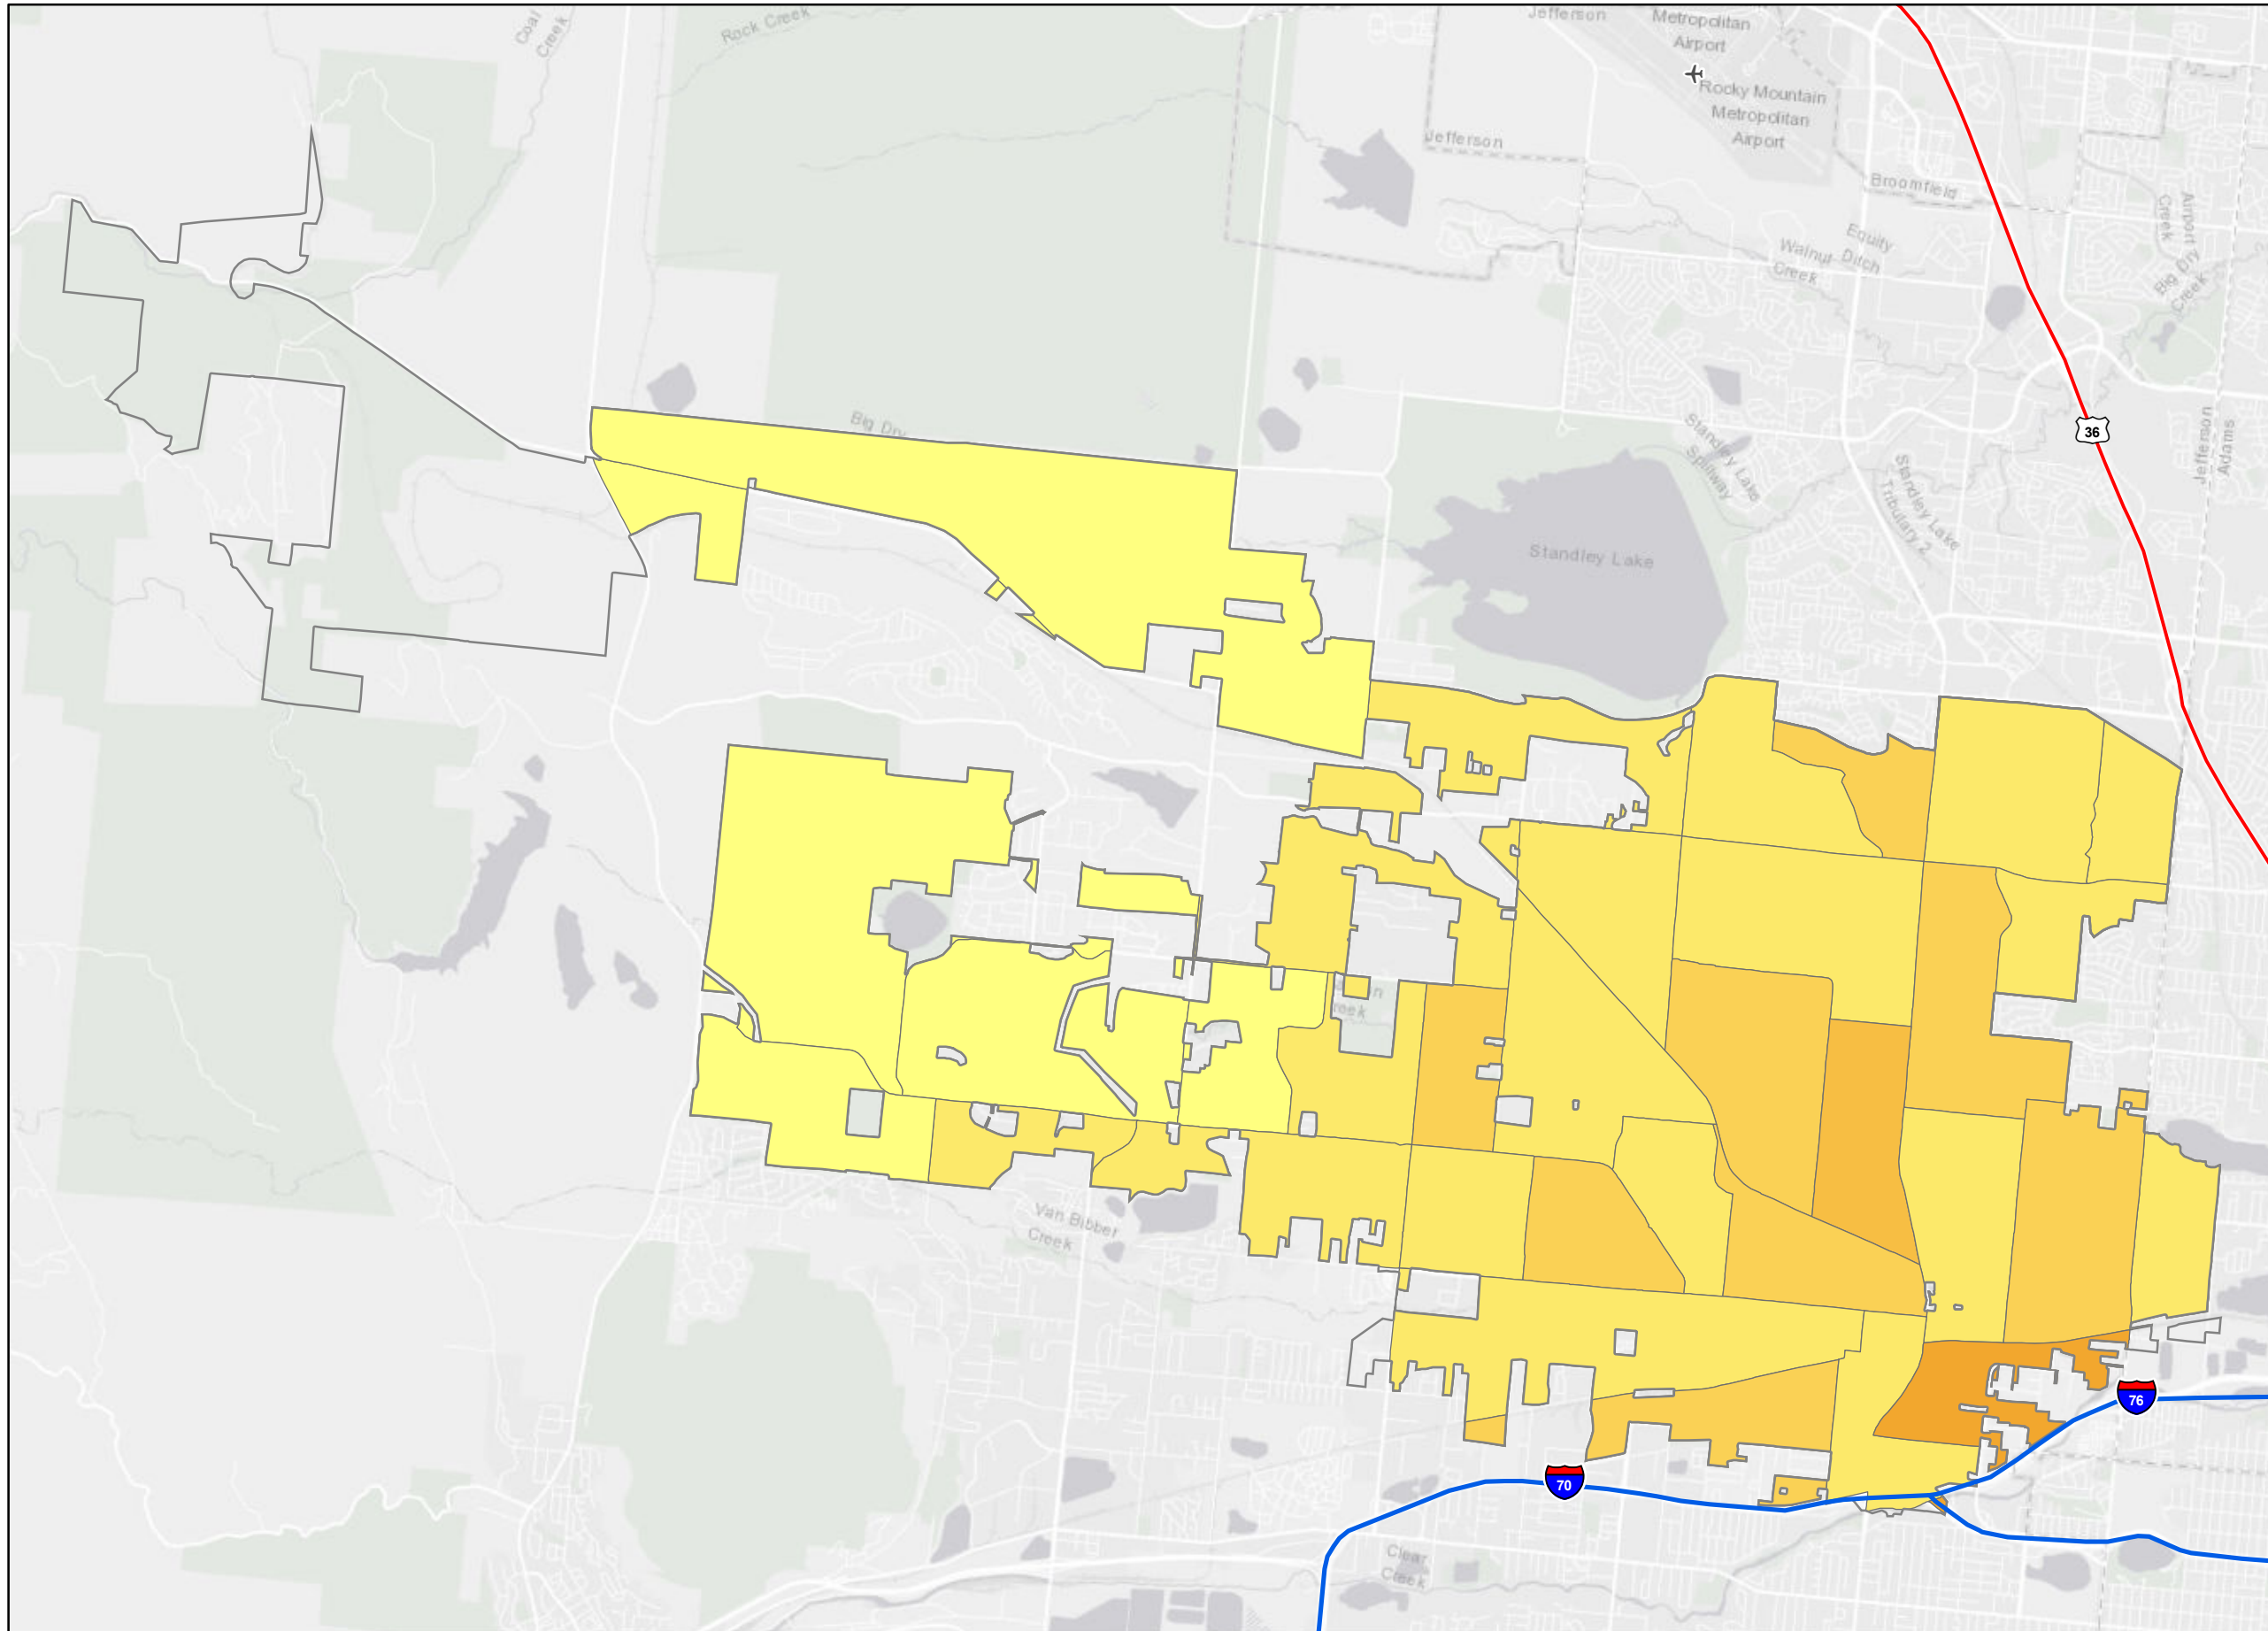 Coal
Creek
Rock Creek
Jefferson
Metropolitan
Airport
Rocky Mountain
Metropolitan
Airport
Jefferson
Broomfield
Airport
Creek
Equity
Ditch
Walnut
Creek
Big Dry
Creek
Big Dry
36
Jefferson
Adams
Standley Lake
Spillway
Standley Lake
Tributary 2
Standley Lake
Van Bibber
Creek
76
70
Clear
Creek